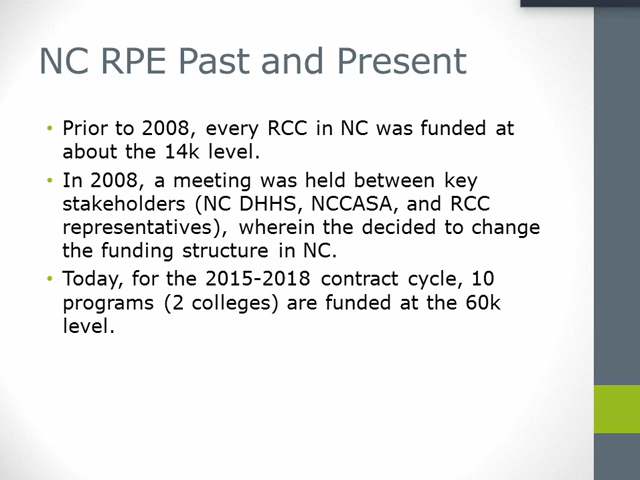 NC RPE Past and Present
• Prior to 2008, every RCC in NC was funded at
about the 14k level.
• In 2008, a meeting was held between key
stakeholders (NC DHHS, NCCASA, and RCC
representatives), wherein the decided to change
the funding structure in NC.
• Today, for the 2015-2018 contract cycle, 10
programs (2 colleges) are funded at the 60k
level.